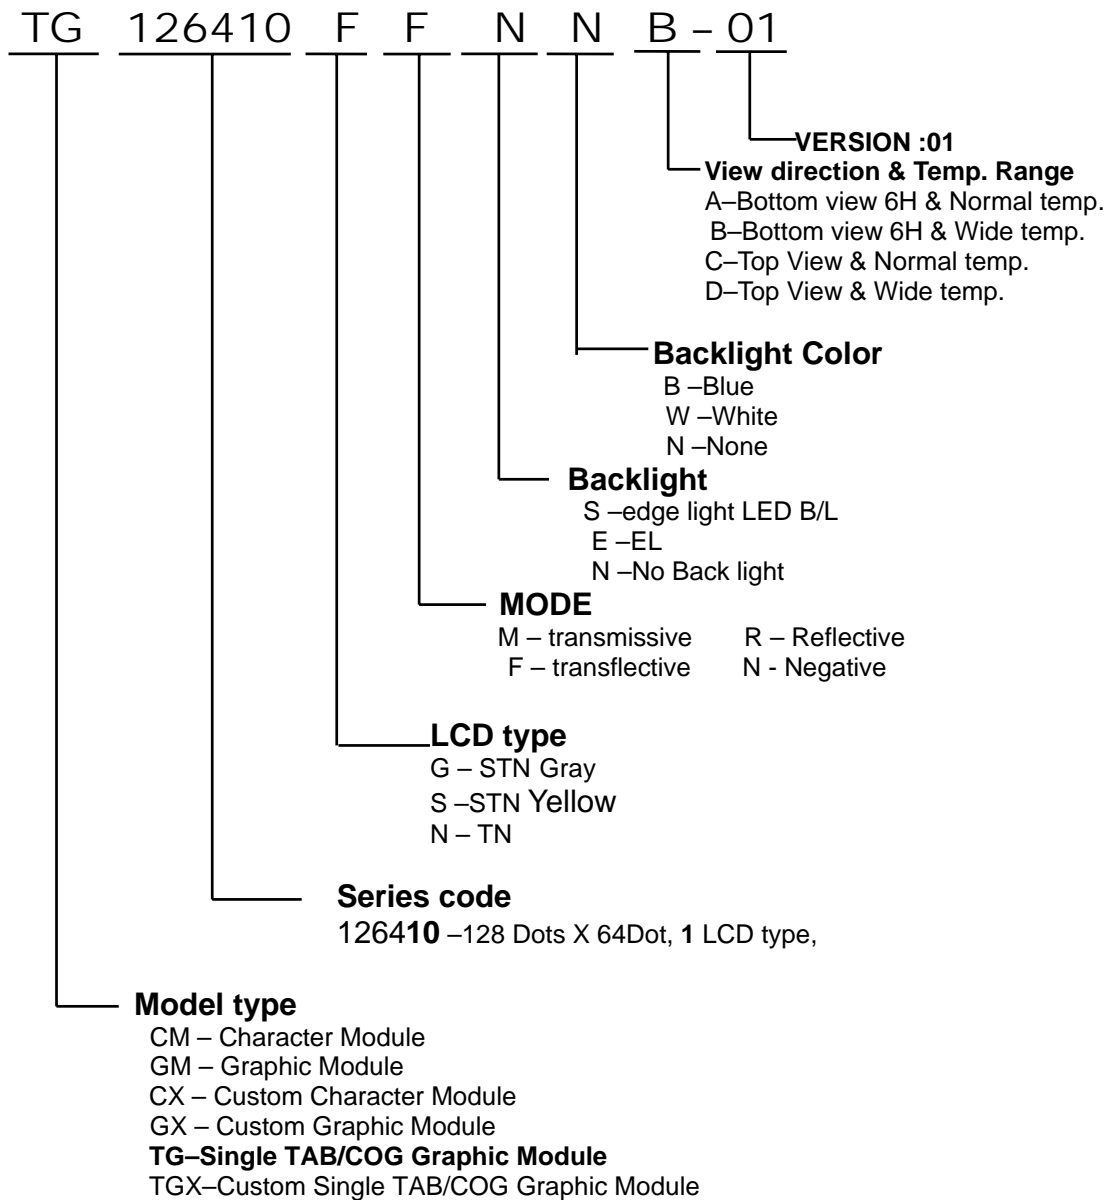 TG 126410 F F N N B – 01
VERSION :01
View direction & Temp. Range
A–Bottom view 6H & Normal temp.
B–Bottom view 6H & Wide temp.
C–Top View & Normal temp.
D–Top View & Wide temp.
Backlight Color
B –Blue
W –White
N –None
Backlight
S –edge light LED B/L
E –EL
N –No Back light
MODE
M – transmissive R – Reflective
F – transflective N - Negative
LCD type
G – STN Gray
S –STN Yellow
N – TN
Series code
126410 –128 Dots X 64Dot, 1 LCD type,
Model type
CM – Character Module
GM – Graphic Module
CX – Custom Character Module
GX – Custom Graphic Module
TG–Single TAB/COG Graphic Module
TGX–Custom Single TAB/COG Graphic Module